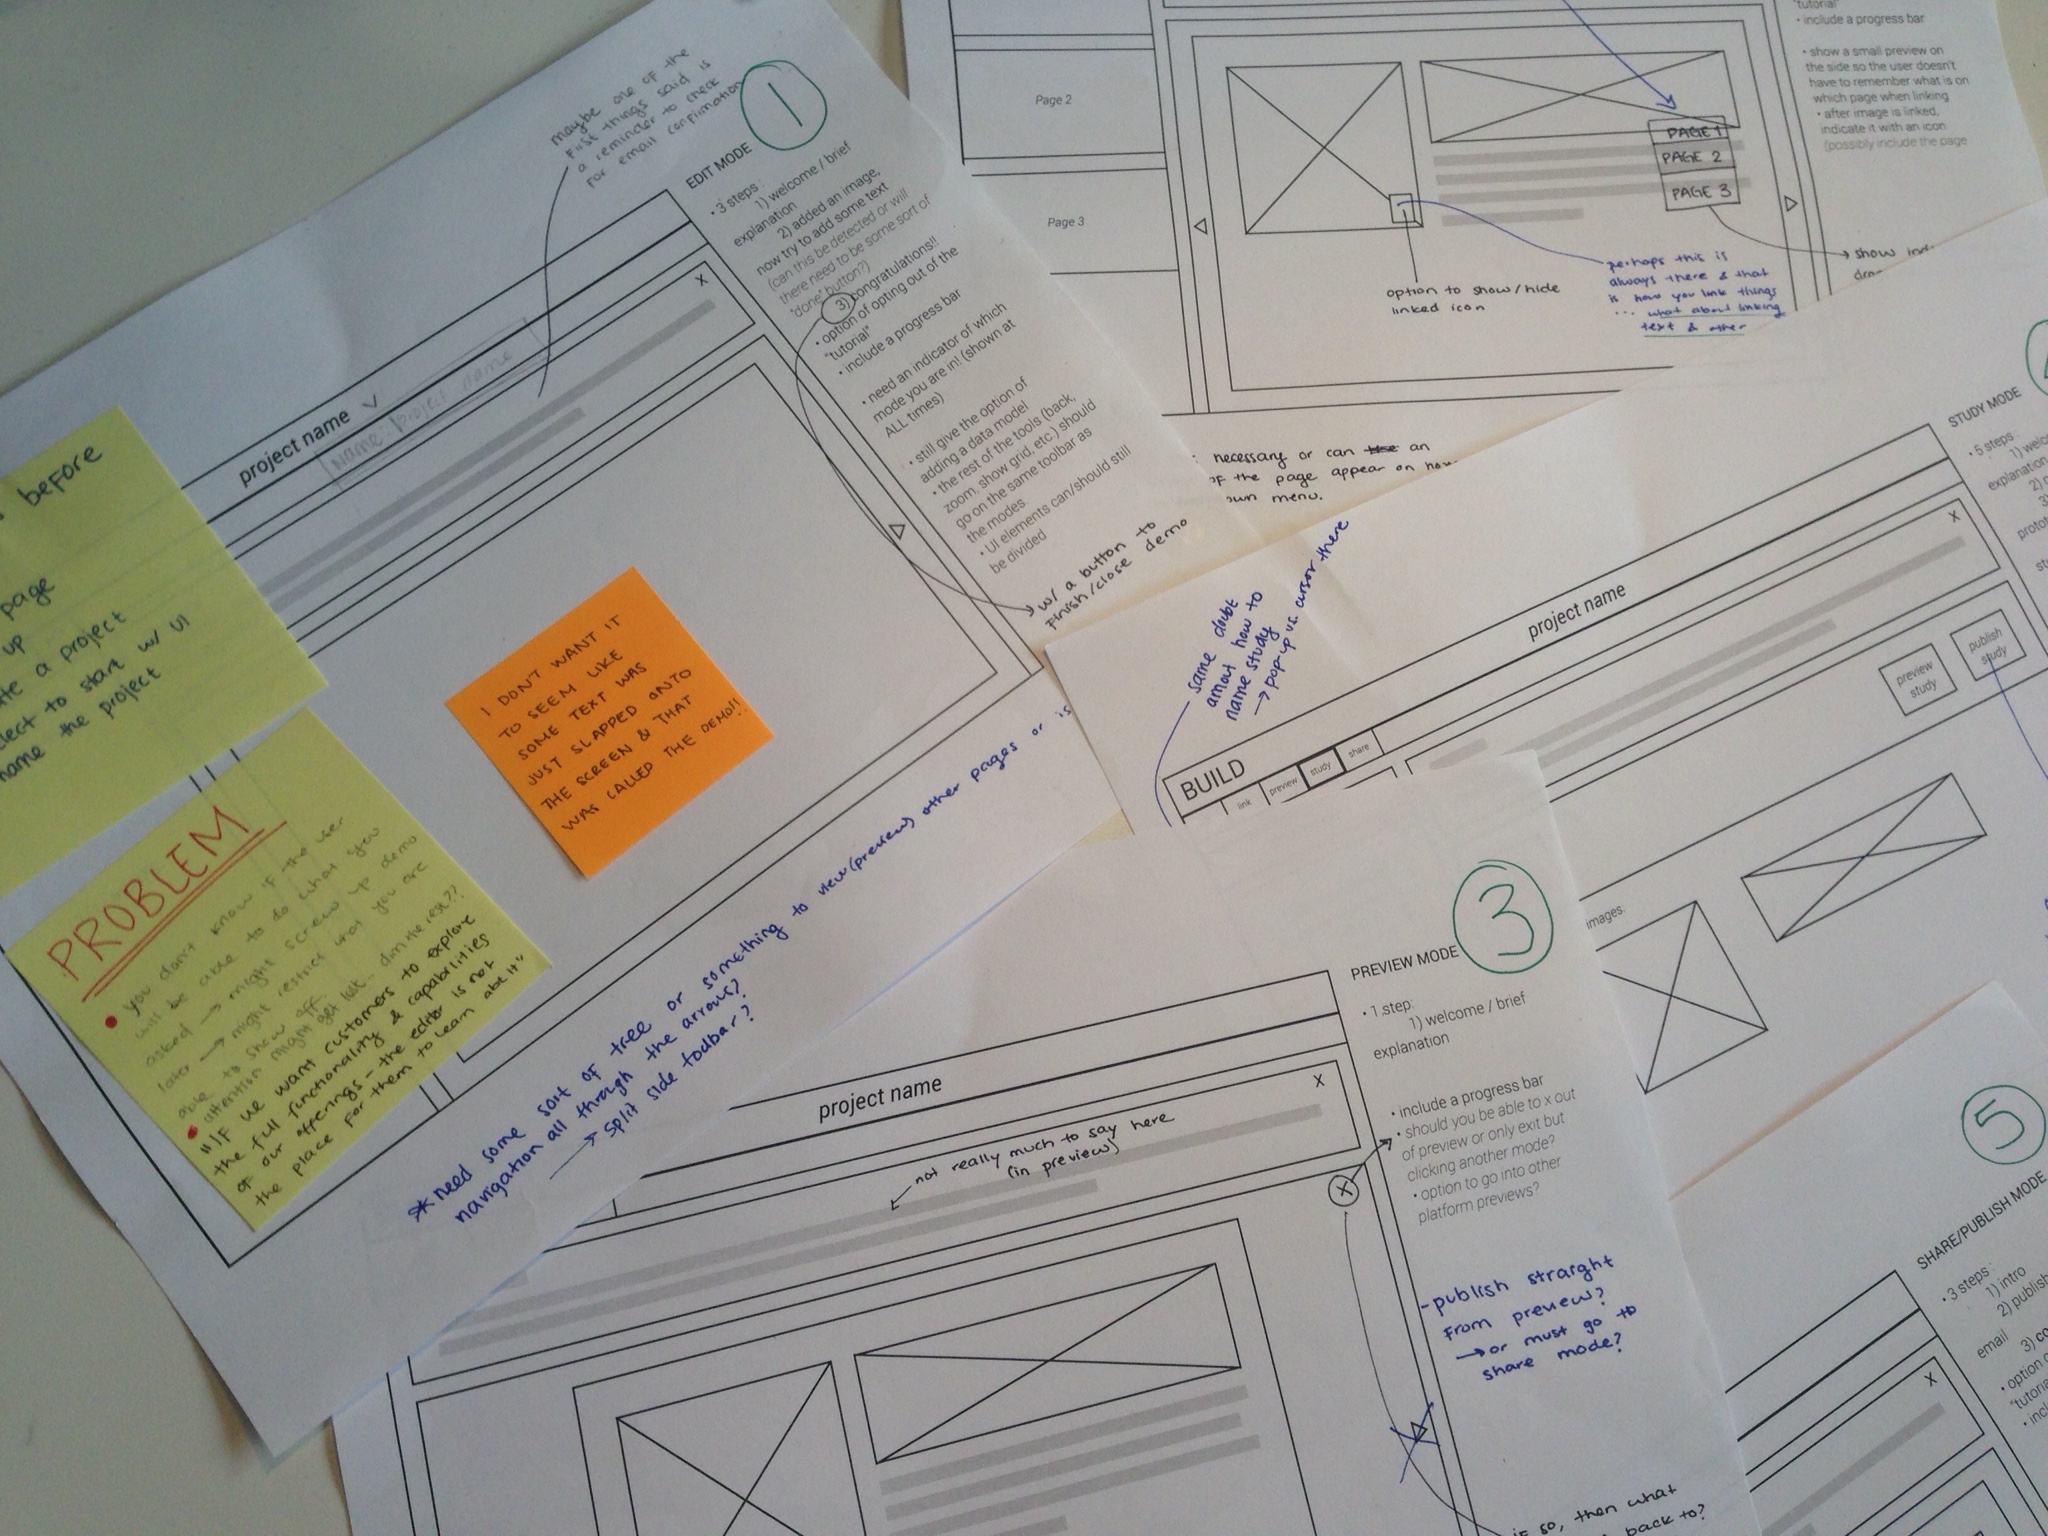 maybe one of the
first things said is
a reminder to check
for email confirmation
1
EDIT MODE
• 3 steps:
1) welcome / brief
explanation
2) added an image,
now try to add some text
(can this be detected or will
there need to be some sort of
"done" button?)
3) congratulations!!
• option of opting out of the
"tutorial"
• include a progress bar
• need an indicator of which
mode you are in! (shown at
ALL times)
• still give the option of
adding a data model
• the rest of the tools (back,
zoom, show grid, etc.) should
go on the same toolbar as
the modes
• UI elements can/should still
be divided
w/ a button to
finish/close demo
project name
Name: Project name
X
before
page
up
a project
to start w/ UI
name the project
PROBLEM
• you don't know if the user
will be able to do what you
asked → might screw up demo
later → might restrict what you are
able to show off
• attention might get lost..
"If we want customers to explore
the full functionality & capabilities
of our offerings - the editor is not
the place for them to learn
abt it"
I DON'T WANT IT
TO SEEM LIKE
SOME TEXT WAS
JUST SLAPPED ONTO
THE SCREEN & THAT
WAS CALLED THE DEMO!!
* need some sort of tree or something to view (preview) other pages or is
navigation all through the arrows?
→ split side toolbar?
Page 2
Page 3
PAGE 1
PAGE 2
PAGE 3
option to show/hide
linked icon
perhaps this is
always there & that
is how you link things
... what about linking
text & other
→ show
"tutorial"
• include a progress bar
• show a small preview on
the side so the user doesn't
have to remember what is on
which page when linking
• after image is linked,
indicate it with an icon
(possibly include the page
necessary or can an
of the page appear on
menu.
same doubt
about how to
name study
→ pop-up vs. cursor there
STUDY MODE
• 5 steps:
1)
explanation
2)
3)
BUILD
project name
link
preview
study
share
X
preview
study
publish
study
images.
3
PREVIEW MODE
• 1 step:
1) welcome / brief
explanation
• include a progress bar
• should you be able to x out
of preview or only exit but
clicking another mode?
• option to go into other
platform previews?
-publish straight
from preview?
→ or must go to
share mode?
project name
X
not really much to say here
(in preview)
X
if so, then what
back to?
5
SHARE/PUBLISH MODE
• 3 steps:
1) intro
2) publish
email
3)
• option
"tutorial"
X